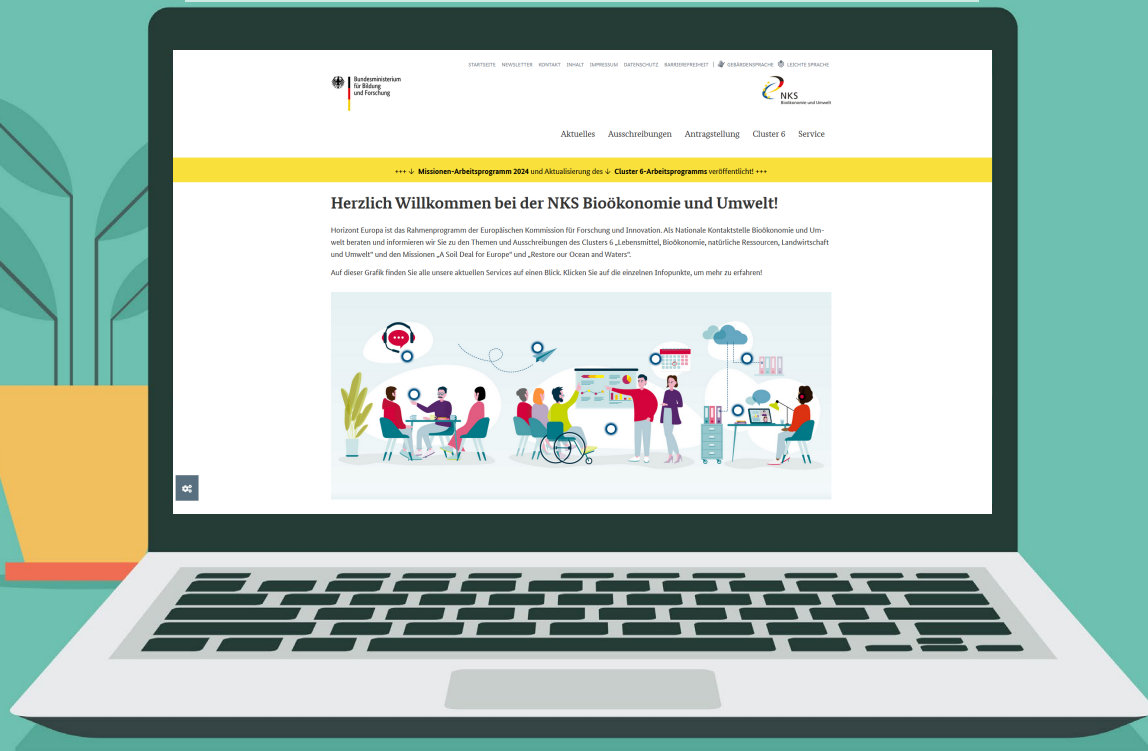 STARTSEITE NEWSLETTER KONTAKT INHALT IMPRESSUM DATENSCHUTZ BARRIEREFREIHEIT | GEBÄRDENSPRACHE LEICHTE SPRACHE
Bundesministerium
für Bildung
und Forschung
NKS
Bioökonomie und Umwelt
Aktuelles Ausschreibungen Antragstellung Cluster 6 Service
+++ ↓ Missionen-Arbeitsprogramm 2024 und Aktualisierung des ↓ Cluster 6-Arbeitsprogramms veröffentlicht! +++
Herzlich Willkommen bei der NKS Bioökonomie und Umwelt!
Horizont Europa ist das Rahmenprogramm der Europäischen Kommission für Forschung und Innovation. Als Nationale Kontaktstelle Bioökonomie und Um-
welt beraten und informieren wir Sie zu den Themen und Ausschreibungen des Clusters 6 „Lebensmittel, Bioökonomie, natürliche Ressourcen, Landwirtschaft
und Umwelt" und den Missionen „A Soil Deal for Europe" und „Restore our Ocean and Waters".
Auf dieser Grafik finden Sie alle unsere aktuellen Services auf einen Blick. Klicken Sie auf die einzelnen Infopunkte, um mehr zu erfahren!